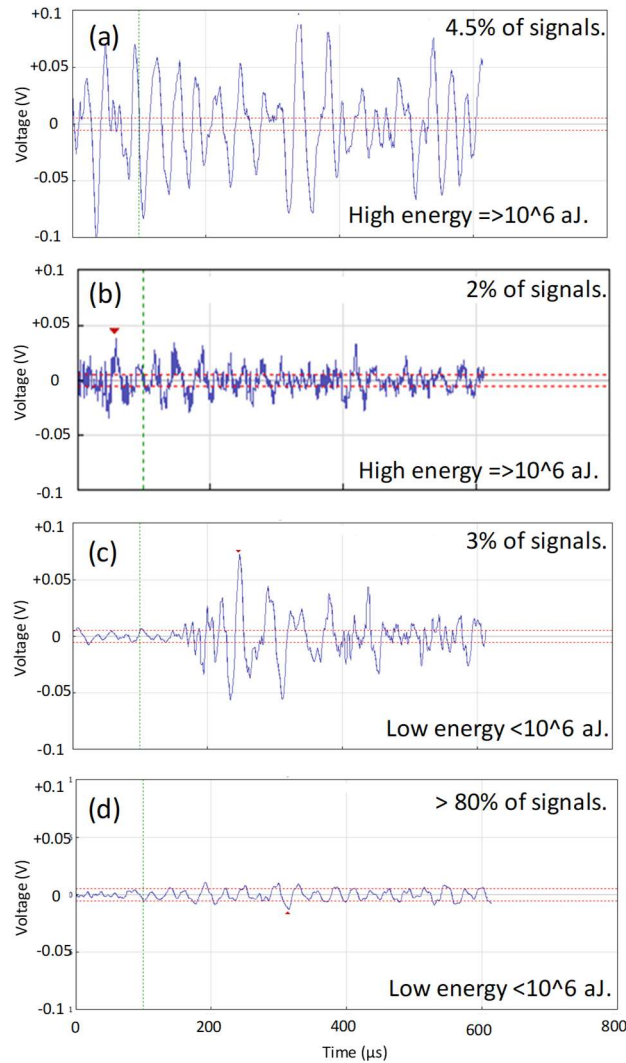 (a)
4.5% of signals.
+0.1
+0.05
0
-0.05
-0.1
Voltage (V)
High energy =>10^6 aJ.
(b)
2% of signals.
+0.1
+0.05
0
-0.05
-0.1
Voltage (V)
High energy =>10^6 aJ.
(c)
3% of signals.
+0.1
+0.05
0
-0.05
-0.1
Voltage (V)
Low energy <10^6 aJ.
(d)
> 80% of signals.
+0.1
+0.05
0
-0.05
-0.1
Voltage (V)
Low energy <10^6 aJ.
0 200 400 600 800
Time (µs)